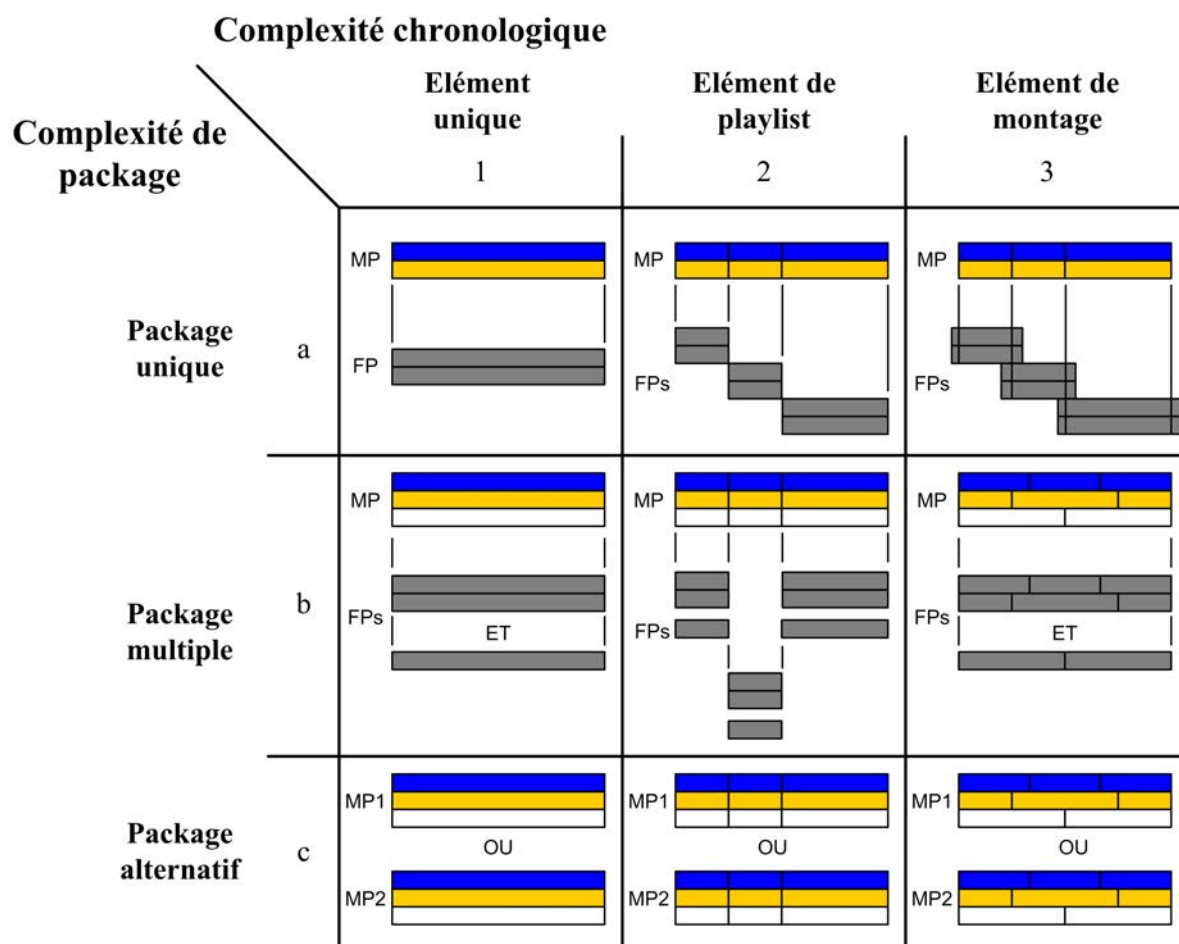 Complexité chronologique
Complexité de
package
Elément
unique
1
Elément de
playlist
2
Elément de
montage
3
Package
unique
a
MP
FP
MP
FPs
MP
FPs
Package
multiple
b
MP
FPs
ET
MP
FPs
MP
FPs
ET
Package
alternatif
c
MP1
OU
MP2
MP1
OU
MP2
MP1
OU
MP2